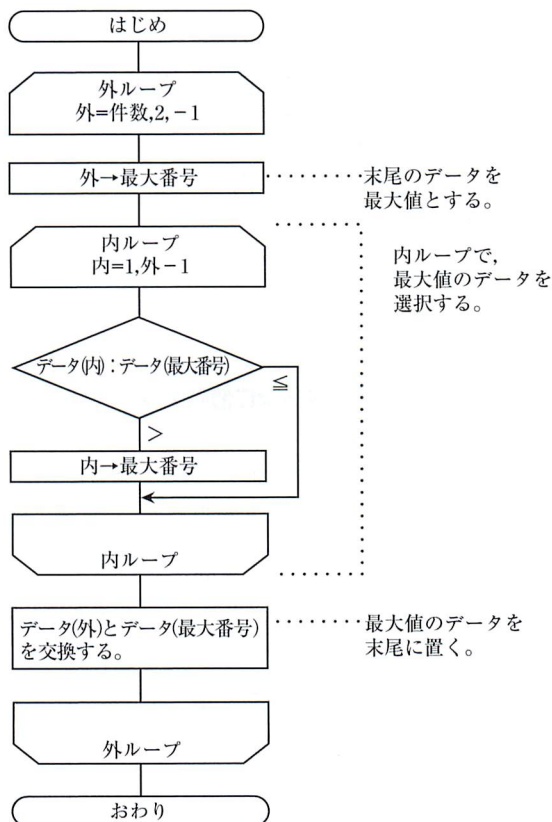 はじめ
外ループ
外=件数,2,−1
外→最大番号
末尾のデータを
最大値とする。
内ループ
内=1,外−1
内ループで,
最大値のデータを
選択する。
データ(内):データ(最大番号)
≦
>
内→最大番号
内ループ
データ(外)とデータ(最大番号)
を交換する。
最大値のデータを
末尾に置く。
外ループ
おわり